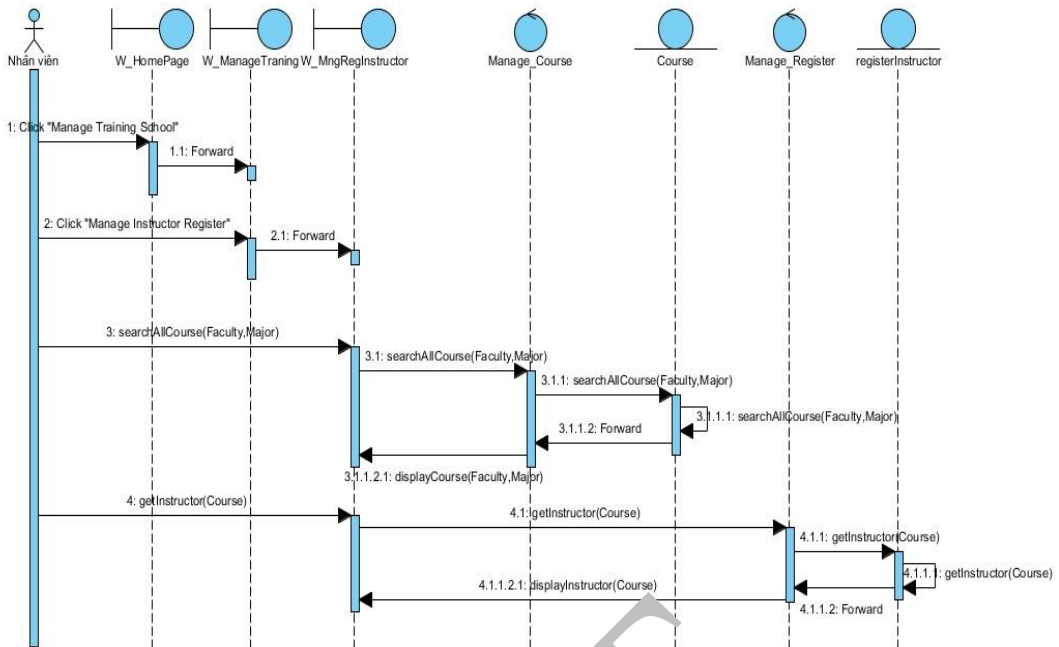 Nhân viên
W_HomePage
W_ManageTraning
W_MngRegInstructor
Manage_Course
Course
Manage_Register
registerInstructor
1: Click "Manage Training School"
1.1: Forward
2: Click "Manage Instructor Register"
2.1: Forward
3: searchAllCourse(Faculty,Major)
3.1: searchAllCourse(Faculty,Major)
3.1.1: searchAllCourse(Faculty,Major)
3.1.1.1: searchAllCourse(Faculty,Major)
3.1.1.2: Forward
3.1.1.2.1: displayCourse(Faculty,Major)
4: getInstructor(Course)
4.1: getInstructor(Course)
4.1.1: getInstructor(Course)
4.1.1.1: getInstructor(Course)
4.1.1.2.1: displayInstructor(Course)
4.1.1.2: Forward